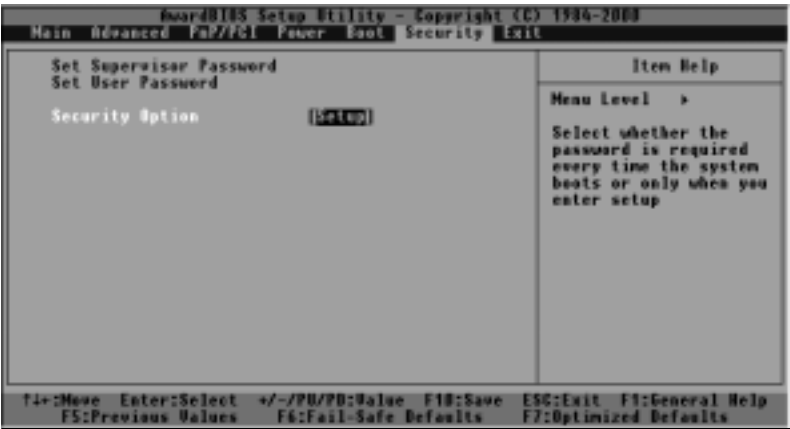 AwardBIOS Setup Utility - Copyright (C) 1984-2000
Main Advanced PnP/PCI Power Boot Security Exit
Set Supervisor Password
Set User Password
Security Option [Setup]
Item Help
Menu Level ▸
Select whether the
password is required
every time the system
boots or only when you
enter setup
↑↓←:Move Enter:Select +/-/PU/PD:Value F10:Save ESC:Exit F1:General Help
F5:Previous Values F6:Fail-Safe Defaults F7:Optimized Defaults